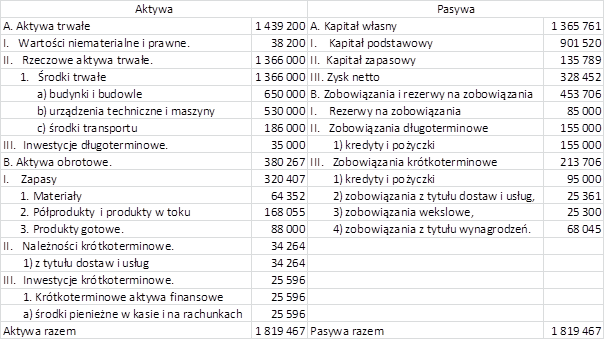 Aktywa Pasywa
A. Aktywa trwałe 1 439 200 A. Kapitał własny 1 365 761
I. Wartości niematerialne i prawne. 38 200 I. Kapitał podstawowy 901 520
II. Rzeczowe aktywa trwałe. 1 366 000 II. Kapitał zapasowy 135 789
1. Środki trwałe 1 366 000 III. Zysk netto 328 452
a) budynki i budowle 650 000 B. Zobowiązania i rezerwy na zobowiązania 453 706
b) urządzenia techniczne i maszyny 530 000 I. Rezerwy na zobowiązania 85 000
c) środki transportu 186 000 II. Zobowiązania długoterminowe 155 000
III. Inwestycje długoterminowe. 35 000 1) kredyty i pożyczki 155 000
B. Aktywa obrotowe. 380 267 III. Zobowiązania krótkoterminowe 213 706
I. Zapasy 320 407 1) kredyty i pożyczki 95 000
1. Materiały 64 352 2) zobowiązania z tytułu dostaw i usług, 25 361
2. Półprodukty i produkty w toku 168 055 3) zobowiązania wekslowe, 25 300
3. Produkty gotowe. 88 000 4) zobowiązania z tytułu wynagrodzeń. 68 045
II. Należności krótkoterminowe. 34 264
1) z tytułu dostaw i usług 34 264
III. Inwestycje krótkoterminowe. 25 596
1. Krótkoterminowe aktywa finansowe 25 596
a) środki pieniężne w kasie i na rachunkach 25 596
Aktywa razem 1 819 467 Pasywa razem 1 819 467